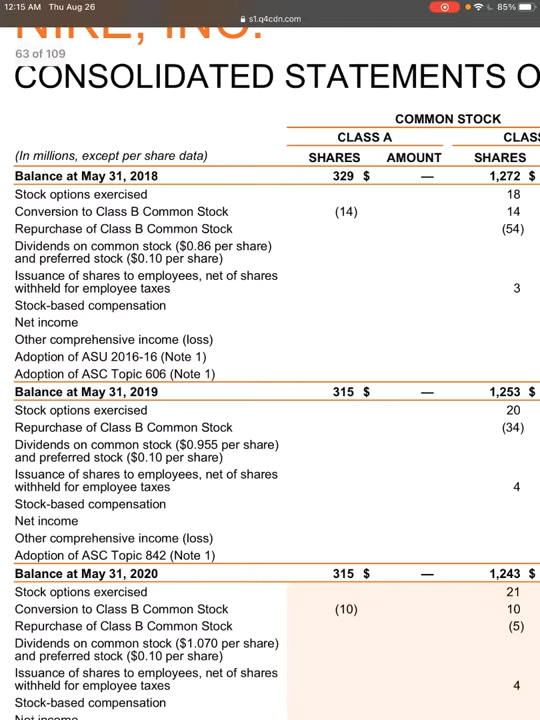 12:15 AM Thu Aug 26
85%
s1.q4cdn.com
NIKE, INC.
63 of 109
CONSOLIDATED STATEMENTS O
COMMON STOCK
CLASS A CLASS
(In millions, except per share data) SHARES AMOUNT SHARES
Balance at May 31, 2018 329 $ — 1,272 $
Stock options exercised 18
Conversion to Class B Common Stock (14) 14
Repurchase of Class B Common Stock (54)
Dividends on common stock ($0.86 per share)
and preferred stock ($0.10 per share)
Issuance of shares to employees, net of shares
withheld for employee taxes 3
Stock-based compensation
Net income
Other comprehensive income (loss)
Adoption of ASU 2016-16 (Note 1)
Adoption of ASC Topic 606 (Note 1)
Balance at May 31, 2019 315 $ — 1,253 $
Stock options exercised 20
Repurchase of Class B Common Stock (34)
Dividends on common stock ($0.955 per share)
and preferred stock ($0.10 per share)
Issuance of shares to employees, net of shares
withheld for employee taxes 4
Stock-based compensation
Net income
Other comprehensive income (loss)
Adoption of ASC Topic 842 (Note 1)
Balance at May 31, 2020 315 $ — 1,243 $
Stock options exercised 21
Conversion to Class B Common Stock (10) 10
Repurchase of Class B Common Stock (5)
Dividends on common stock ($1.070 per share)
and preferred stock ($0.10 per share)
Issuance of shares to employees, net of shares
withheld for employee taxes 4
Stock-based compensation
Net income